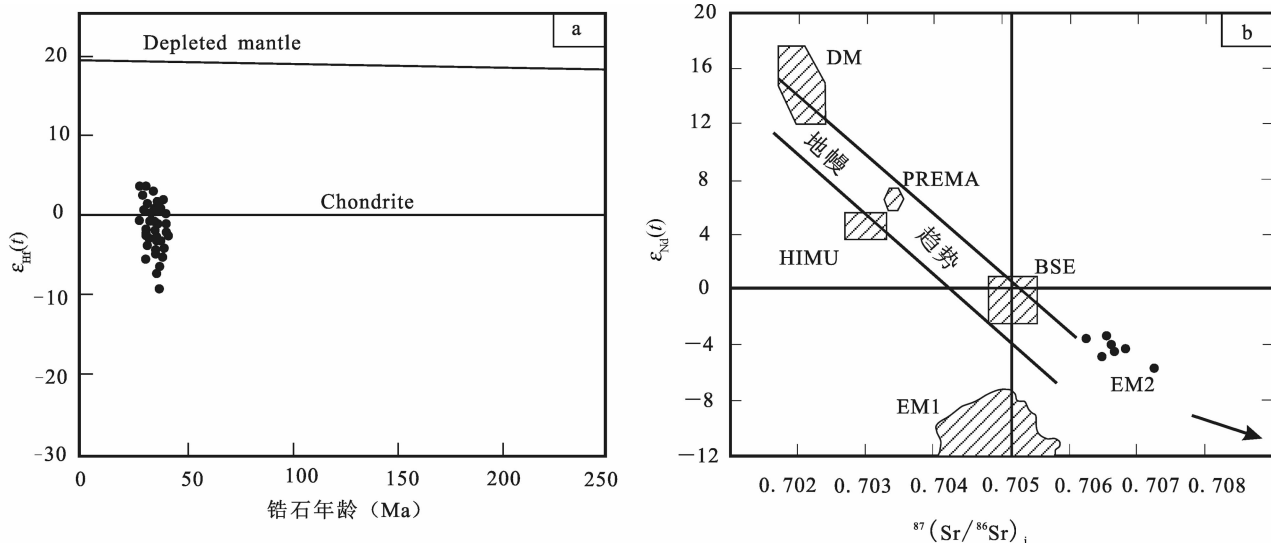 a
Depleted mantle
Chondrite
20
20
10
0
-10
-20
-30
0
50
100
150
200
250
εHf(t)
锆石年龄（Ma）
b
DM
地幔
PREMA
趋势
HIMU
BSE
EM1
EM2
20
16
12
8
4
0
−4
−8
−12
0.702
0.703
0.704
0.705
0.706
0.707
0.708
εNd(t)
⁸⁷(Sr/⁸⁶Sr)i